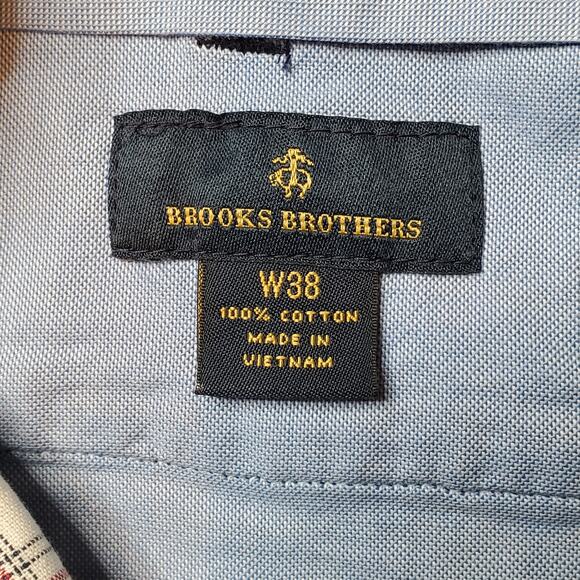 BROOKS BROTHERS
W38
100% COTTON
MADE IN
VIETNAM